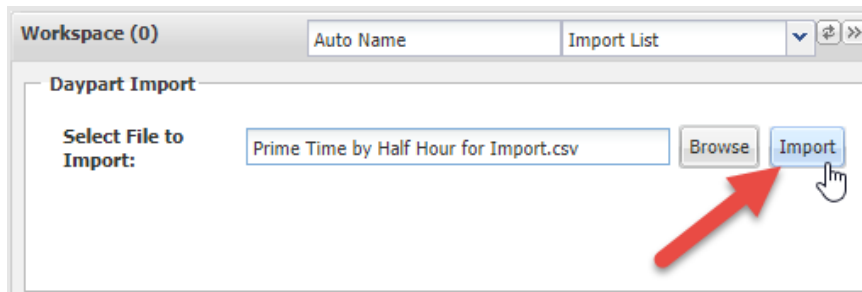 Workspace (0)
Auto Name
Import List
Daypart Import
Select File to
Import:
Prime Time by Half Hour for Import.csv
Browse
Import